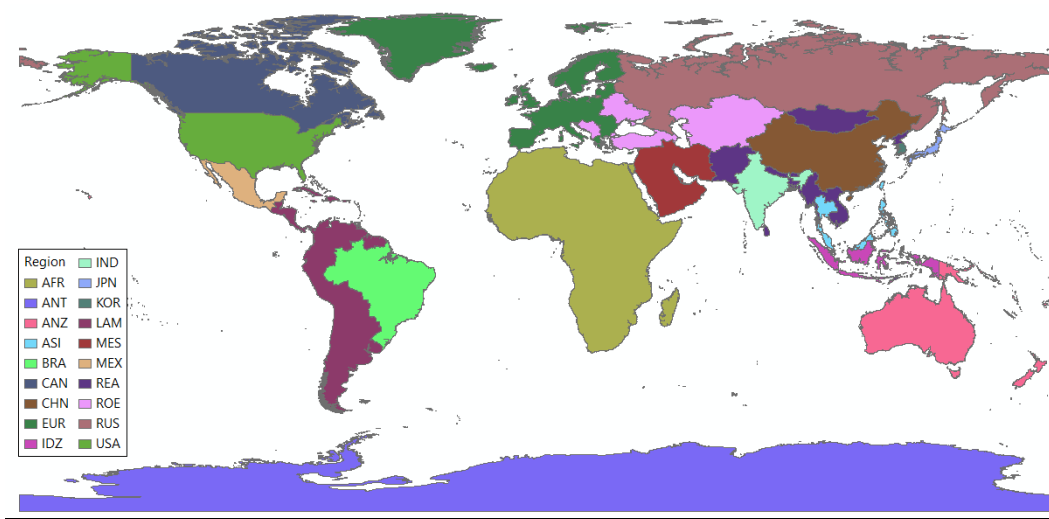 Region
AFR
ANT
ANZ
ASI
BRA
CAN
CHN
EUR
IDZ
IND
JPN
KOR
LAM
MES
MEX
REA
ROE
RUS
USA